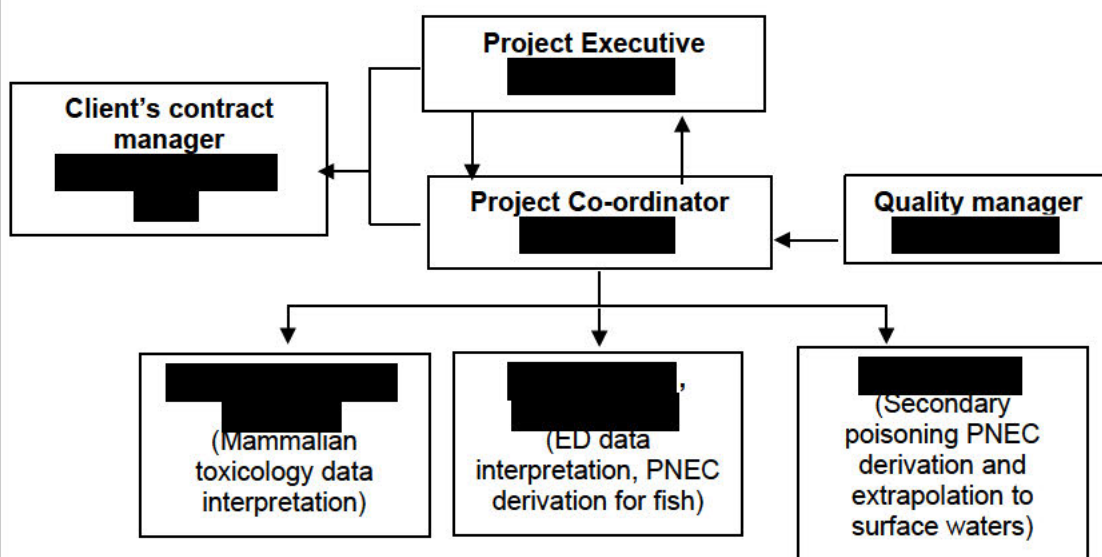 Project Executive
Client's contract
manager
Project Co-ordinator
Quality manager
(Mammalian
toxicology data
interpretation)
,
(ED data
interpretation, PNEC
derivation for fish)
(Secondary
poisoning PNEC
derivation and
extrapolation to
surface waters)